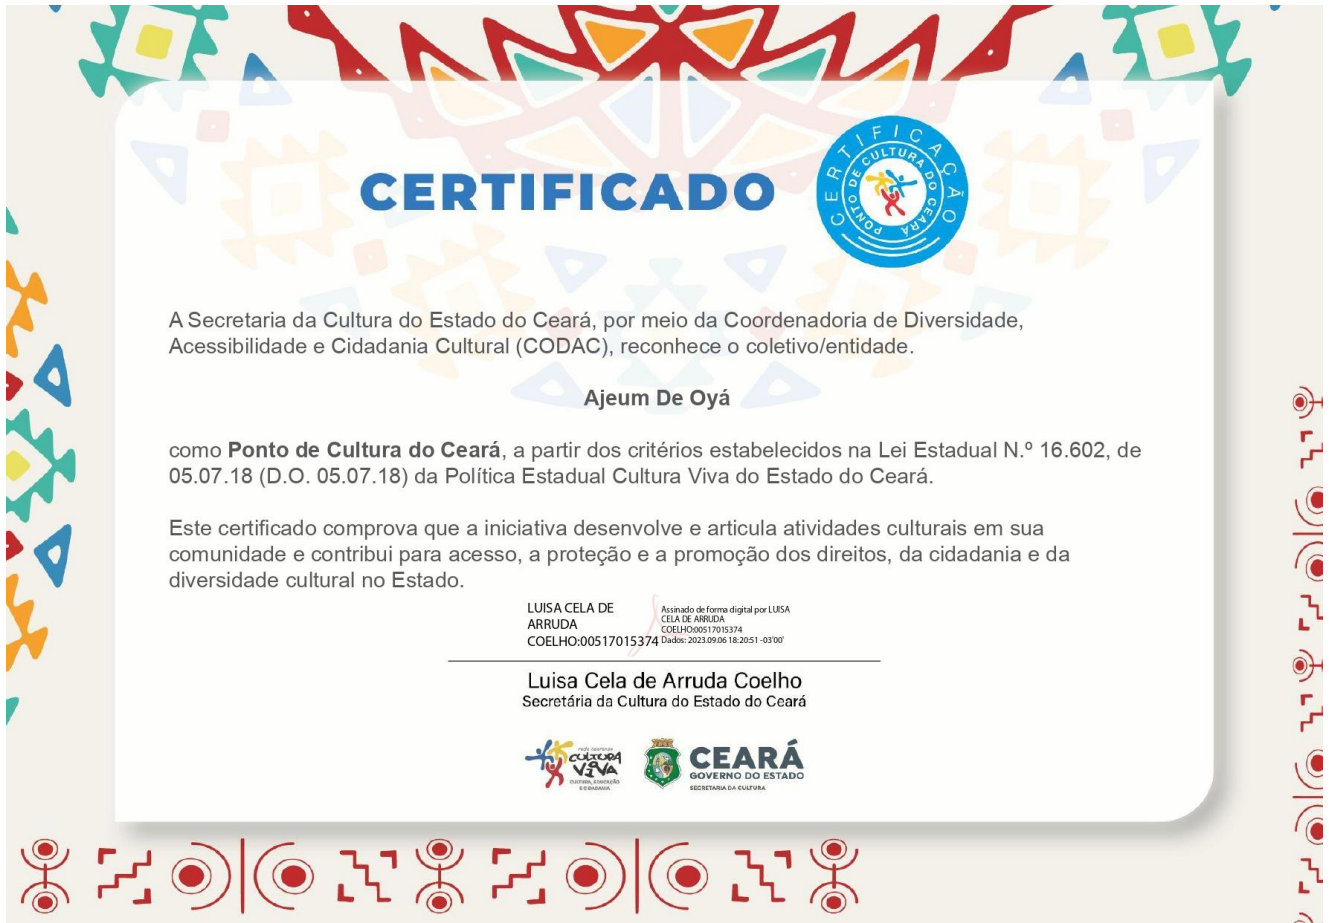 CERTIFICADO
CERTIFICAÇÃO
PONTO DE CULTURA DO CEARÁ
A Secretaria da Cultura do Estado do Ceará, por meio da Coordenadoria de Diversidade,
Acessibilidade e Cidadania Cultural (CODAC), reconhece o coletivo/entidade.
Ajeum De Oyá
como Ponto de Cultura do Ceará, a partir dos critérios estabelecidos na Lei Estadual N.º 16.602, de
05.07.18 (D.O. 05.07.18) da Política Estadual Cultura Viva do Estado do Ceará.
Este certificado comprova que a iniciativa desenvolve e articula atividades culturais em sua
comunidade e contribui para acesso, a proteção e a promoção dos direitos, da cidadania e da
diversidade cultural no Estado.
LUISA CELA DE
ARRUDA
COELHO:00517015374
Assinado de forma digital por LUISA
CELA DE ARRUDA
COELHO:00517015374
Dados: 2023.09.06 18:20:51 -03'00'
Luisa Cela de Arruda Coelho
Secretária da Cultura do Estado do Ceará
CULTURA
VIVA
CULTURA, EDUCAÇÃO
E CIDADANIA
CEARÁ
GOVERNO DO ESTADO
SECRETARIA DA CULTURA